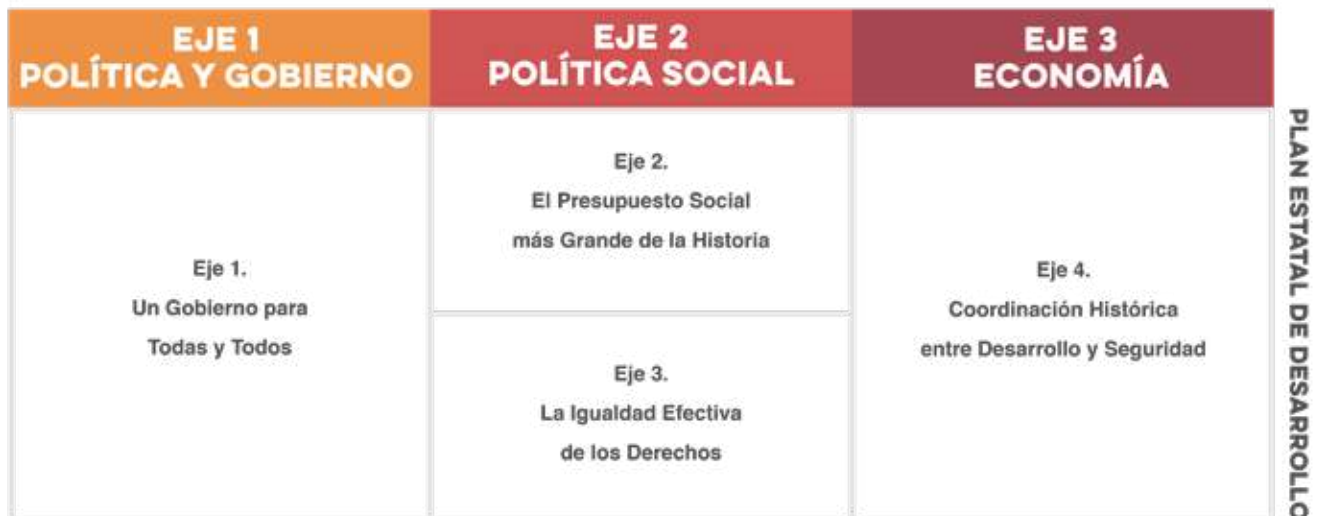 EJE 1
POLÍTICA Y GOBIERNO
EJE 2
POLÍTICA SOCIAL
EJE 3
ECONOMÍA
Eje 1.
Un Gobierno para
Todas y Todos
Eje 2.
El Presupuesto Social
más Grande de la Historia
Eje 3.
La Igualdad Efectiva
de los Derechos
Eje 4.
Coordinación Histórica
entre Desarrollo y Seguridad
PLAN ESTATAL DE DESARROLLO